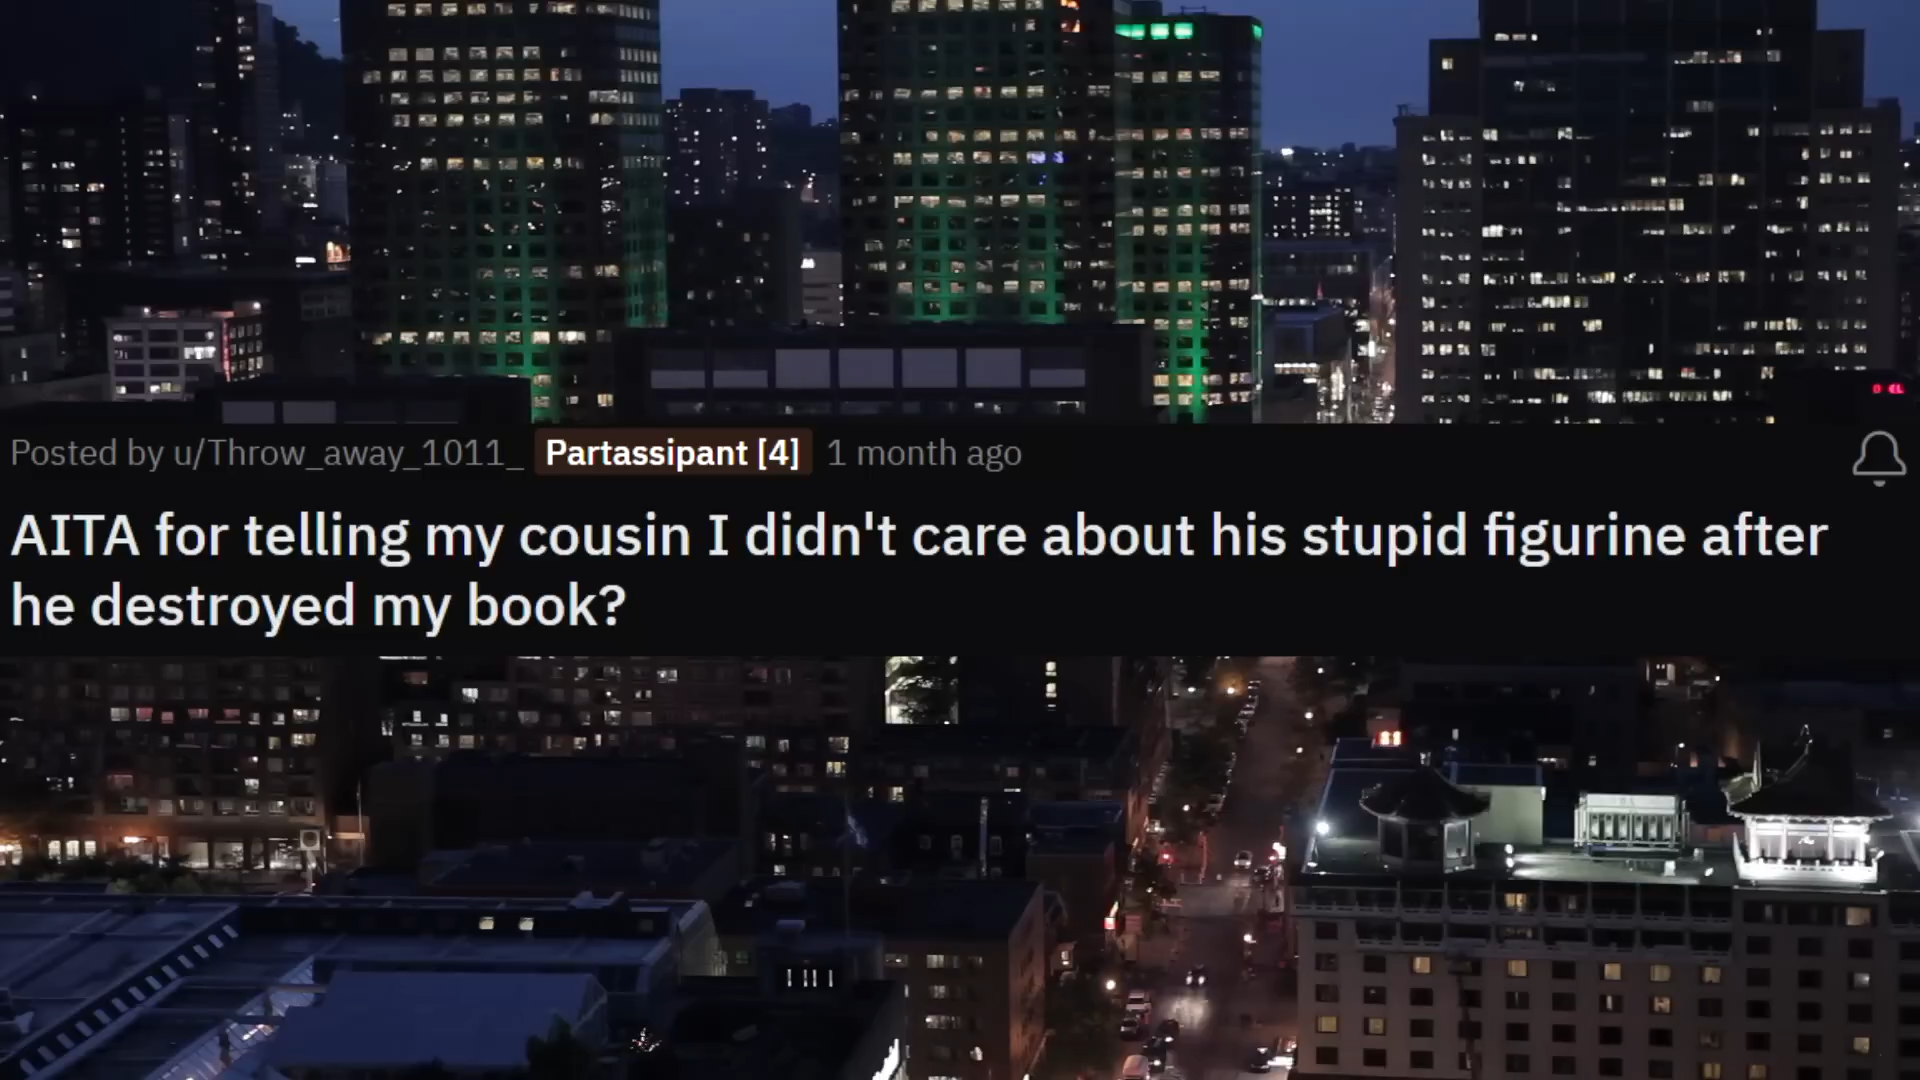 Posted by u/Throw_away_1011_ Partassipant [4] 1 month ago
AITA for telling my cousin I didn't care about his stupid figurine after
he destroyed my book?